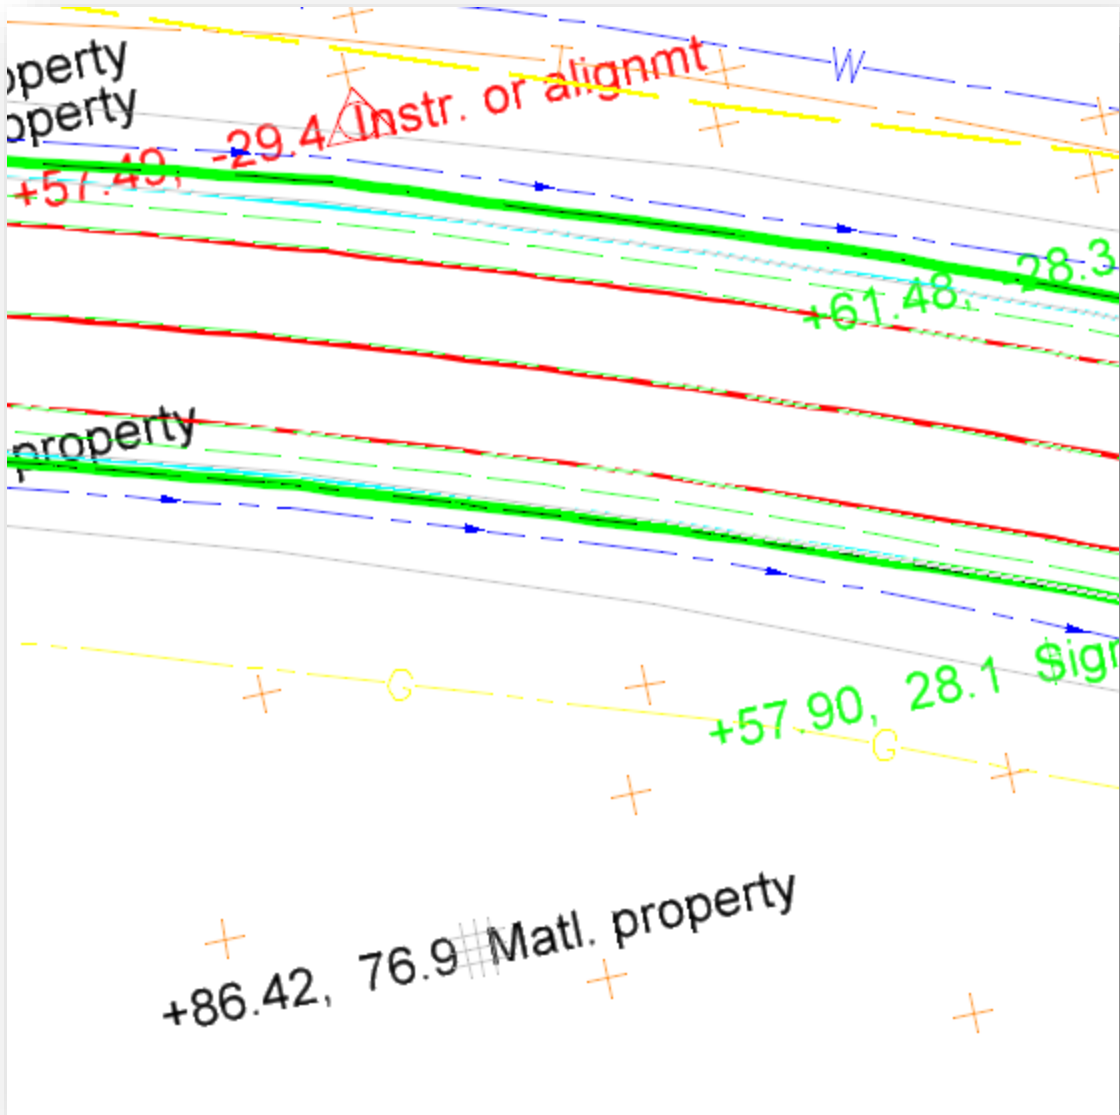 W
operty
T
-29.4 Instr. or alignmt
operty
+57.49,
28.3
+61.48,
property
$igr
+57.90, 28.1
G
G
+86.42, 76.9 Matl. property